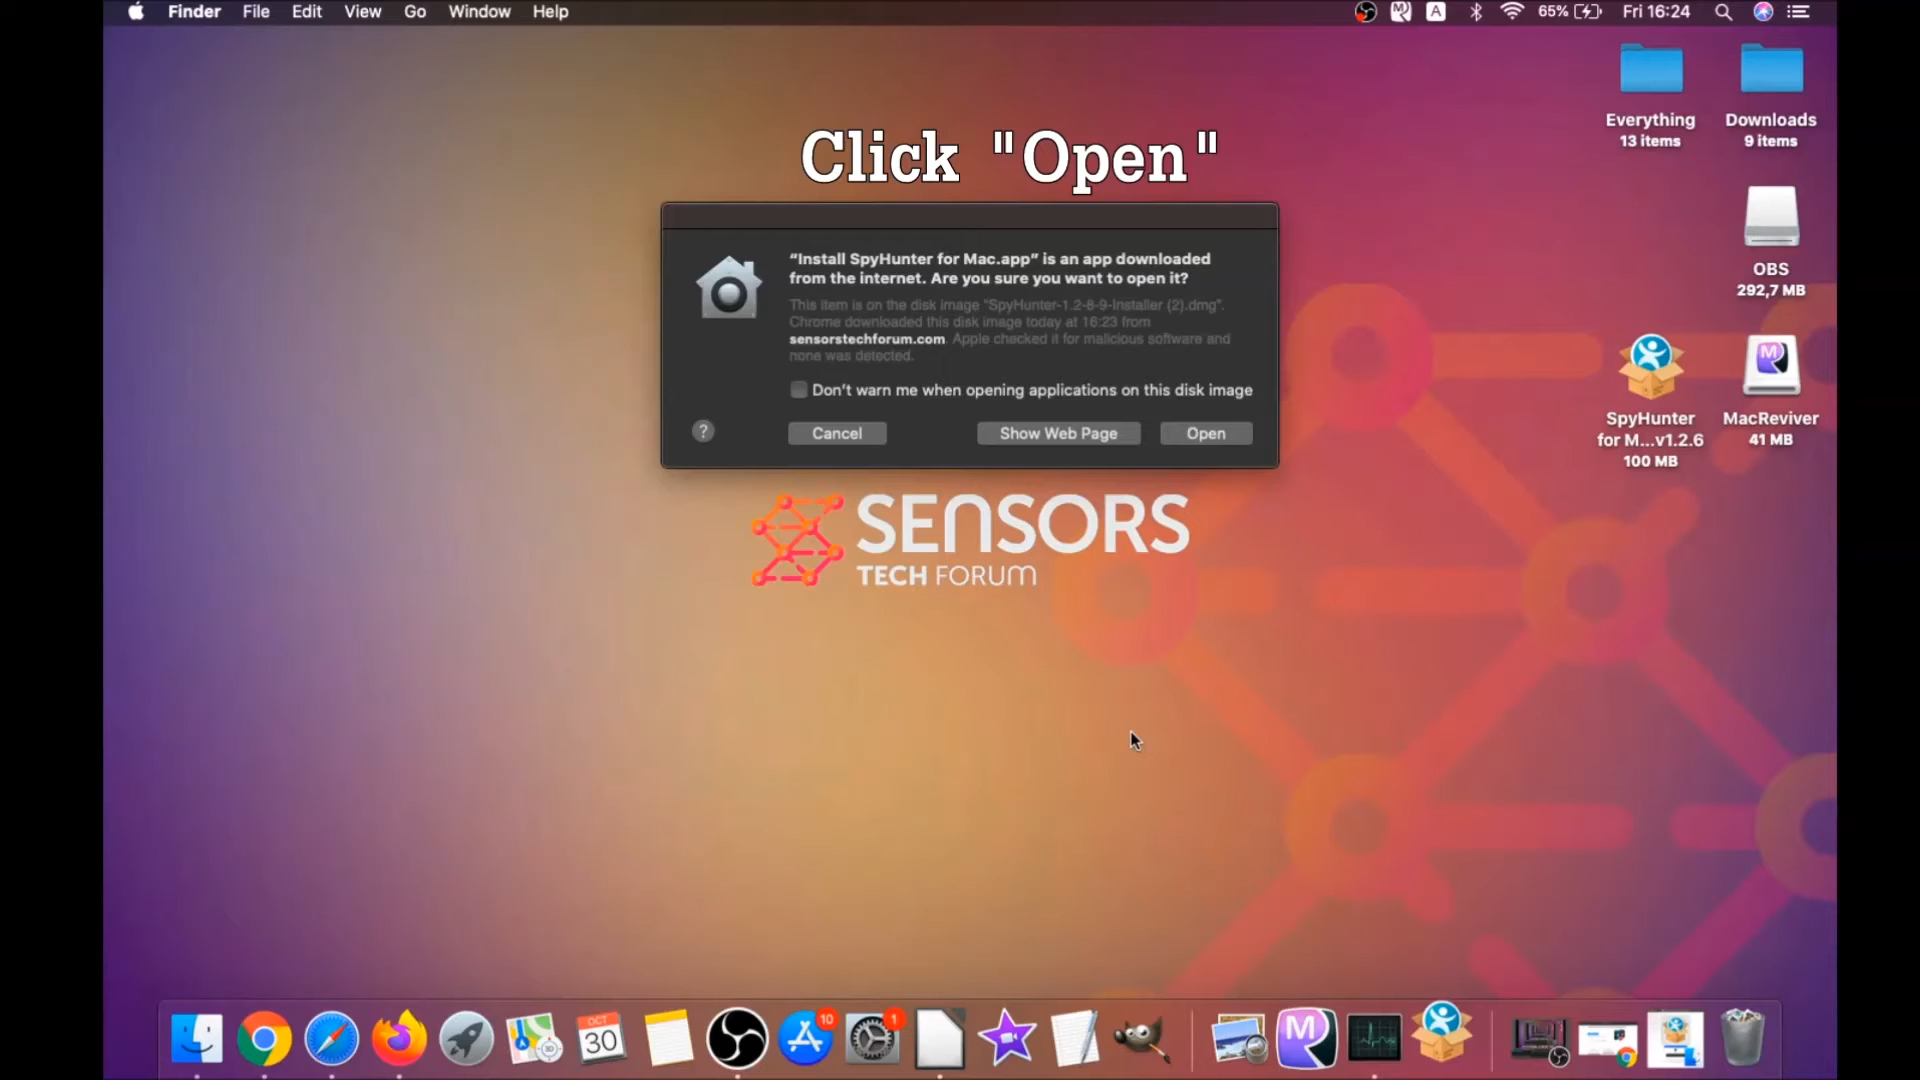 Finder File Edit View Go Window Help
A 65% Fri 16:24
Everything
13 items
Downloads
9 items
Click "Open"
OBS
292,7 MB
“Install SpyHunter for Mac.app” is an app downloaded
from the internet. Are you sure you want to open it?
This item is on the disk image “SpyHunter-1.2-8-9-Installer (2).dmg”.
Chrome downloaded this disk image today at 16:23 from
sensorstechforum.com. Apple checked it for malicious software and
none was detected.
Don’t warn me when opening applications on this disk image
? Cancel Show Web Page Open
SpyHunter
for M...v1.2.6
100 MB
MacReviver
41 MB
SENSORS
TECH FORUM
OCT
30
10
1
M